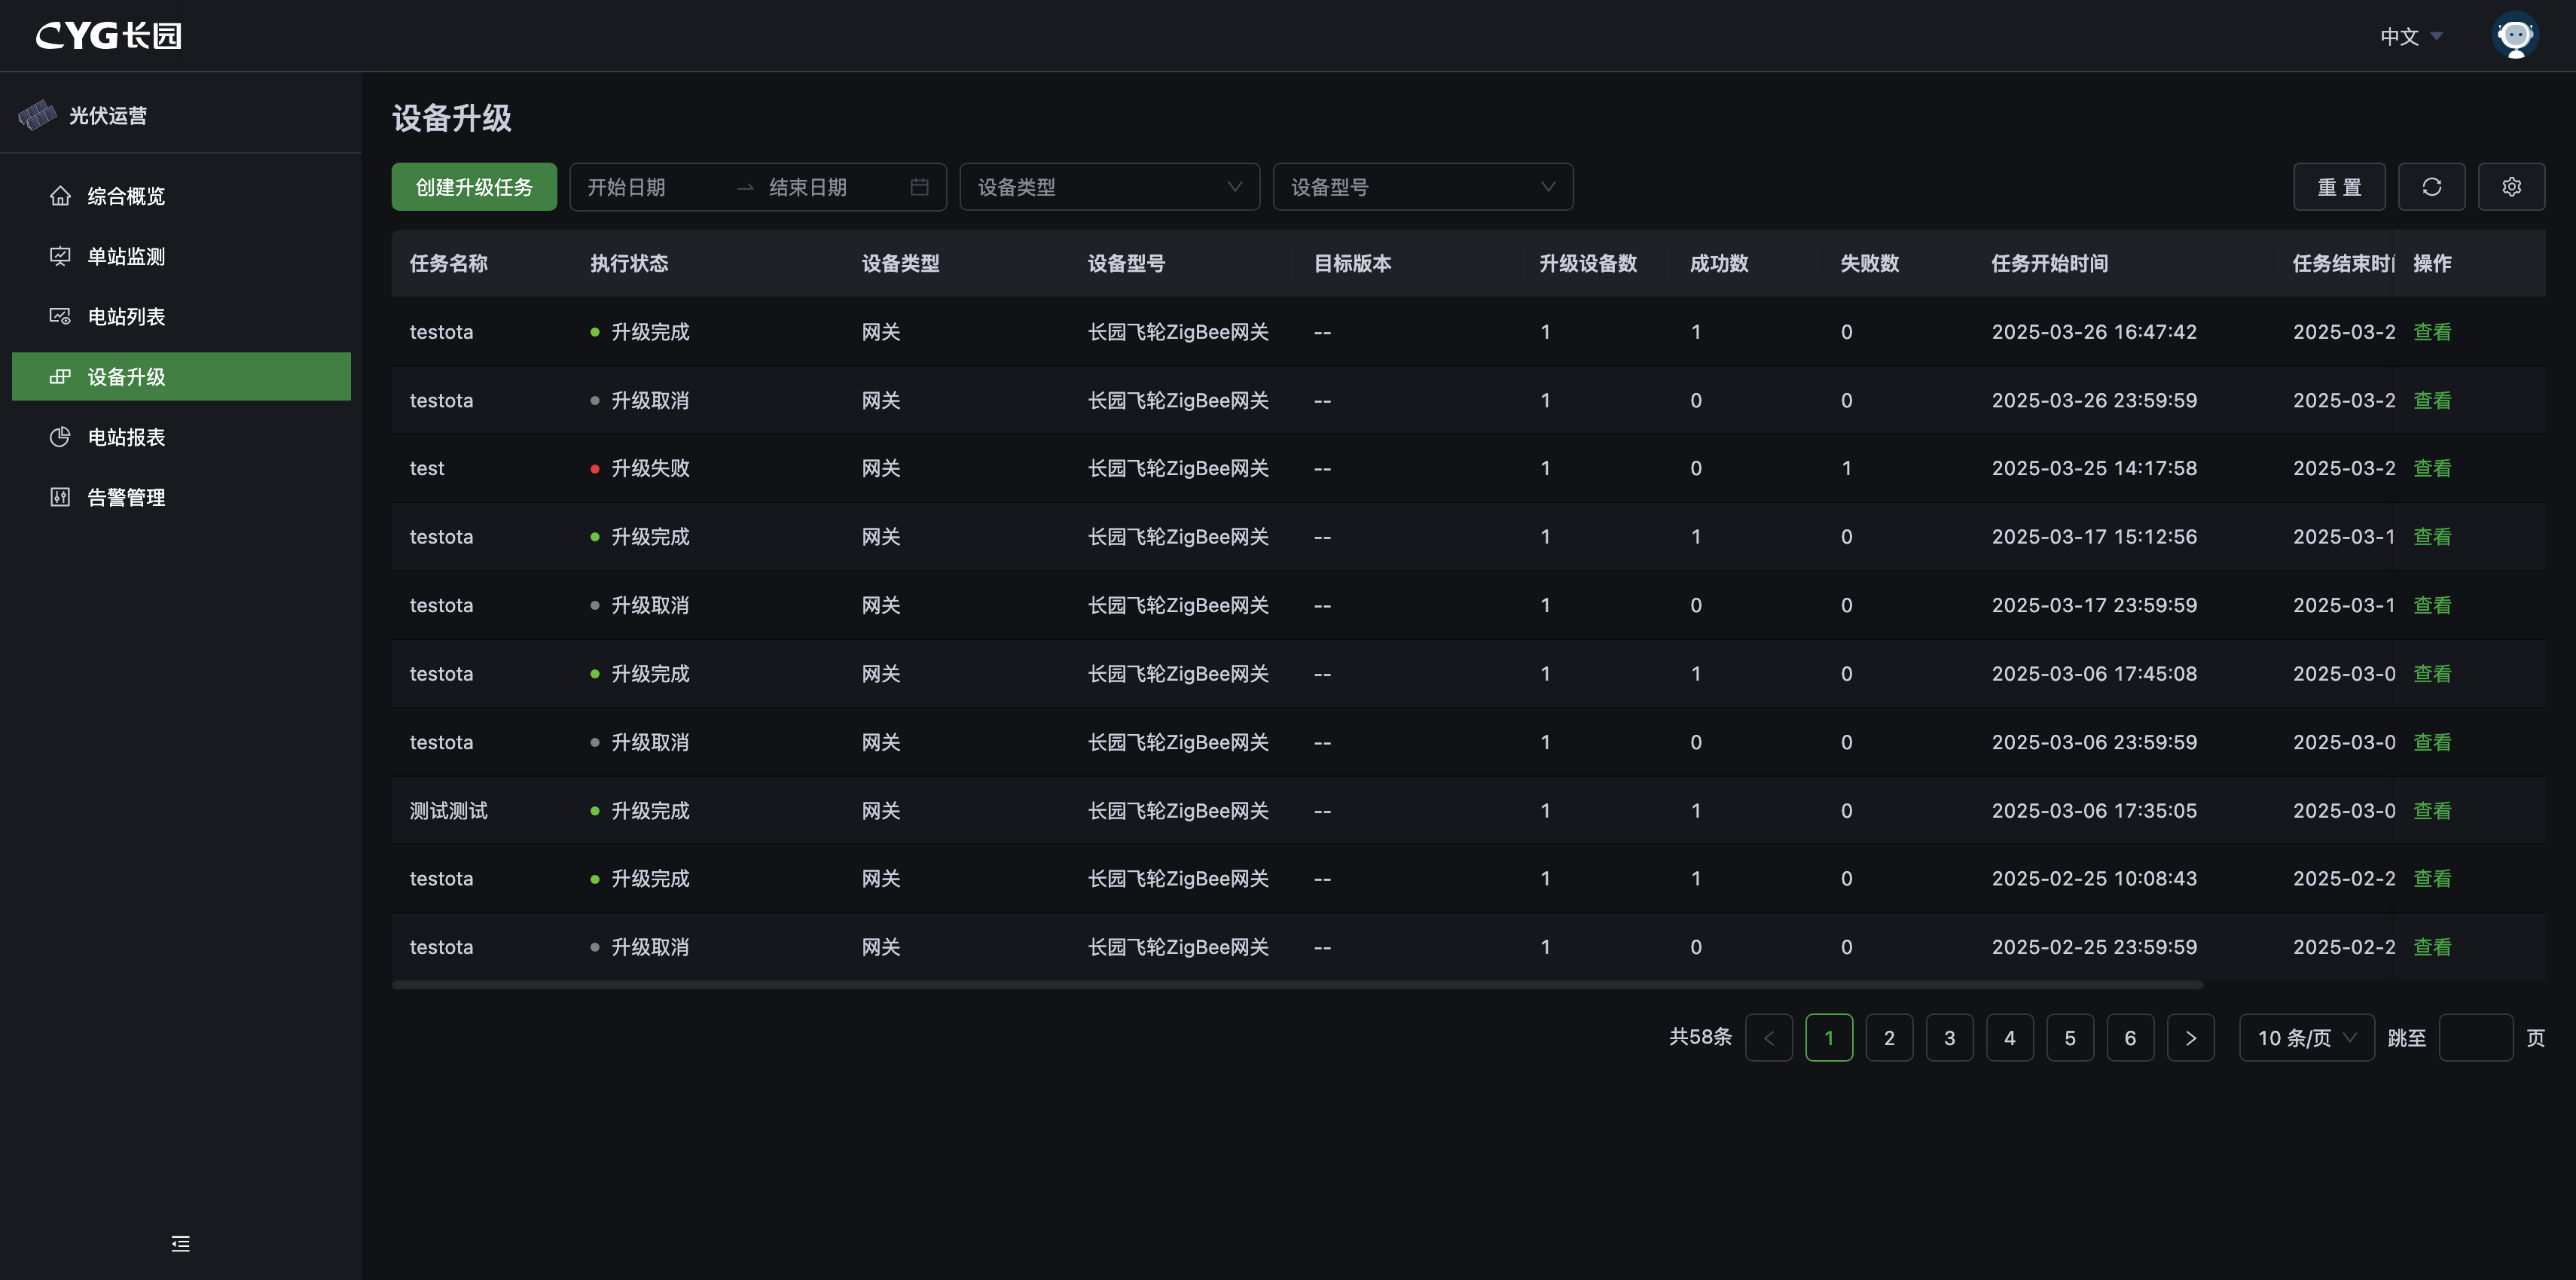 CYG长园
中文
光伏运营
综合概览
单站监测
电站列表
设备升级
电站报表
告警管理
设备升级
创建升级任务 开始日期 → 结束日期 设备类型 设备型号 重 置
任务名称 执行状态 设备类型 设备型号 目标版本 升级设备数 成功数 失败数 任务开始时间 任务结束时 操作
testota 升级完成 网关 长园飞轮ZigBee网关 -- 1 1 0 2025-03-26 16:47:42 2025-03-2 查看
testota 升级取消 网关 长园飞轮ZigBee网关 -- 1 0 0 2025-03-26 23:59:59 2025-03-2 查看
test 升级失败 网关 长园飞轮ZigBee网关 -- 1 0 1 2025-03-25 14:17:58 2025-03-2 查看
testota 升级完成 网关 长园飞轮ZigBee网关 -- 1 1 0 2025-03-17 15:12:56 2025-03-1 查看
testota 升级取消 网关 长园飞轮ZigBee网关 -- 1 0 0 2025-03-17 23:59:59 2025-03-1 查看
testota 升级完成 网关 长园飞轮ZigBee网关 -- 1 1 0 2025-03-06 17:45:08 2025-03-0 查看
testota 升级取消 网关 长园飞轮ZigBee网关 -- 1 0 0 2025-03-06 23:59:59 2025-03-0 查看
测试测试 升级完成 网关 长园飞轮ZigBee网关 -- 1 1 0 2025-03-06 17:35:05 2025-03-0 查看
testota 升级完成 网关 长园飞轮ZigBee网关 -- 1 1 0 2025-02-25 10:08:43 2025-02-2 查看
testota 升级取消 网关 长园飞轮ZigBee网关 -- 1 0 0 2025-02-25 23:59:59 2025-02-2 查看
共58条 < 1 2 3 4 5 6 > 10 条/页 跳至 页